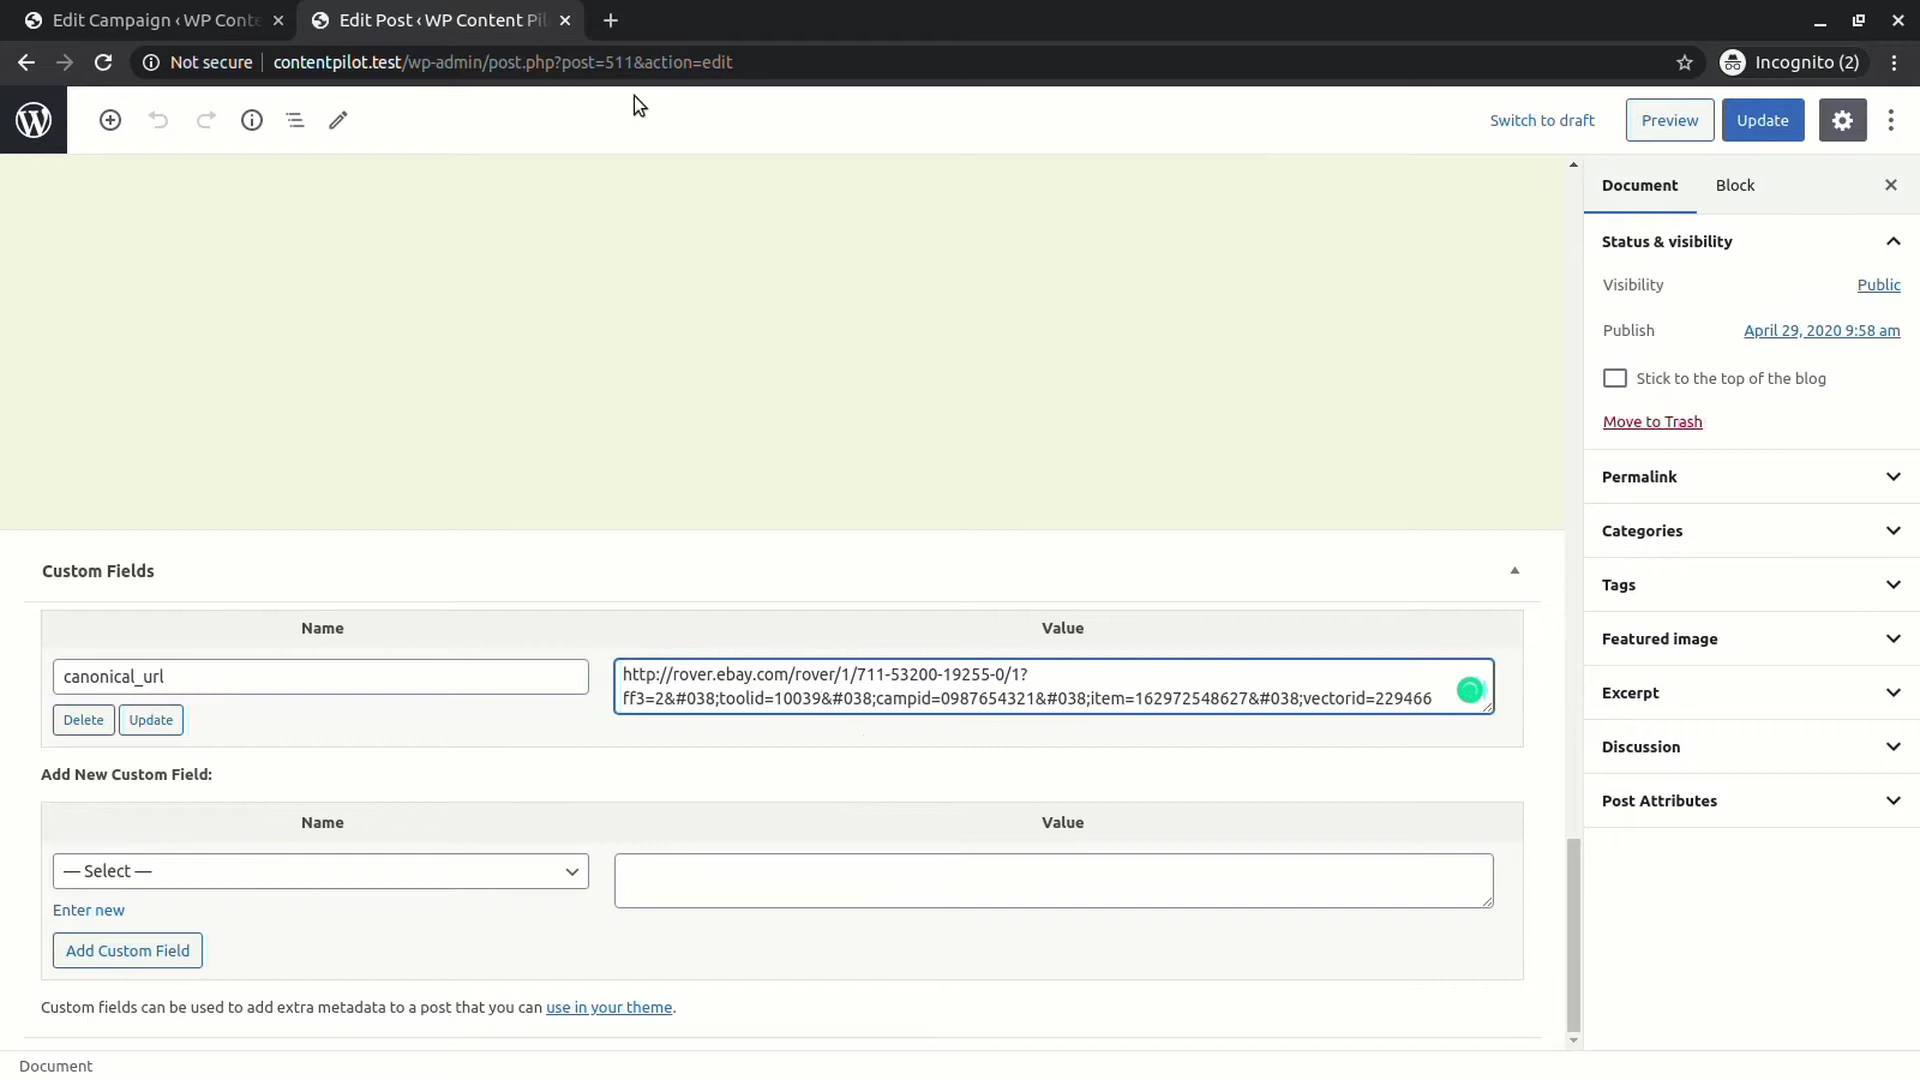 Edit Campaign ‹ WP Conte
Edit Post ‹ WP Content Pil
Not secure
contentpilot.test/wp-admin/post.php?post=511&action=edit
Incognito (2)
Switch to draft
Preview
Update
Document
Block
Status & visibility
Visibility
Public
Publish
April 29, 2020 9:58 am
Stick to the top of the blog
Move to Trash
Permalink
Categories
Tags
Featured image
Excerpt
Discussion
Post Attributes
Custom Fields
Name
Value
canonical_url
http://rover.ebay.com/rover/1/711-53200-19255-0/1?
ff3=2&#038;toolid=10039&#038;campid=0987654321&#038;item=162972548627&#038;vectorid=229466
Delete
Update
Add New Custom Field:
Name
Value
— Select —
Enter new
Add Custom Field
Custom fields can be used to add extra metadata to a post that you can use in your theme.
Document